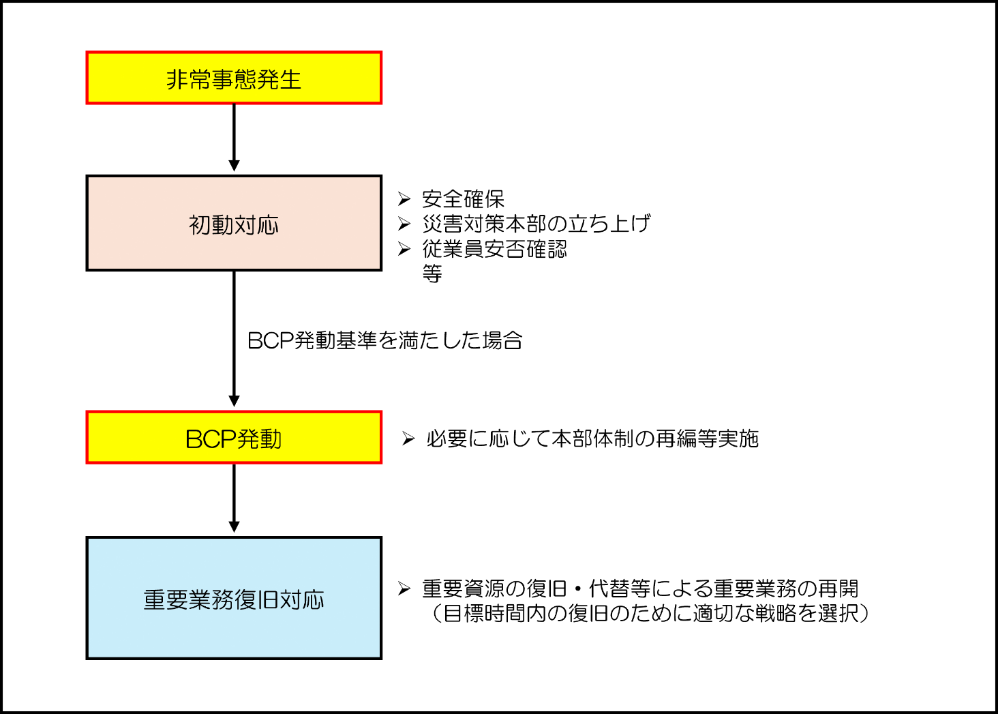 非常事態発生
初動対応
➢ 安全確保
➢ 災害対策本部の立ち上げ
➢ 従業員安否確認
等
BCP発動基準を満たした場合
BCP発動
➢ 必要に応じて本部体制の再編等実施
重要業務復旧対応
➢ 重要資源の復旧・代替等による重要業務の再開
（目標時間内の復旧のために適切な戦略を選択）